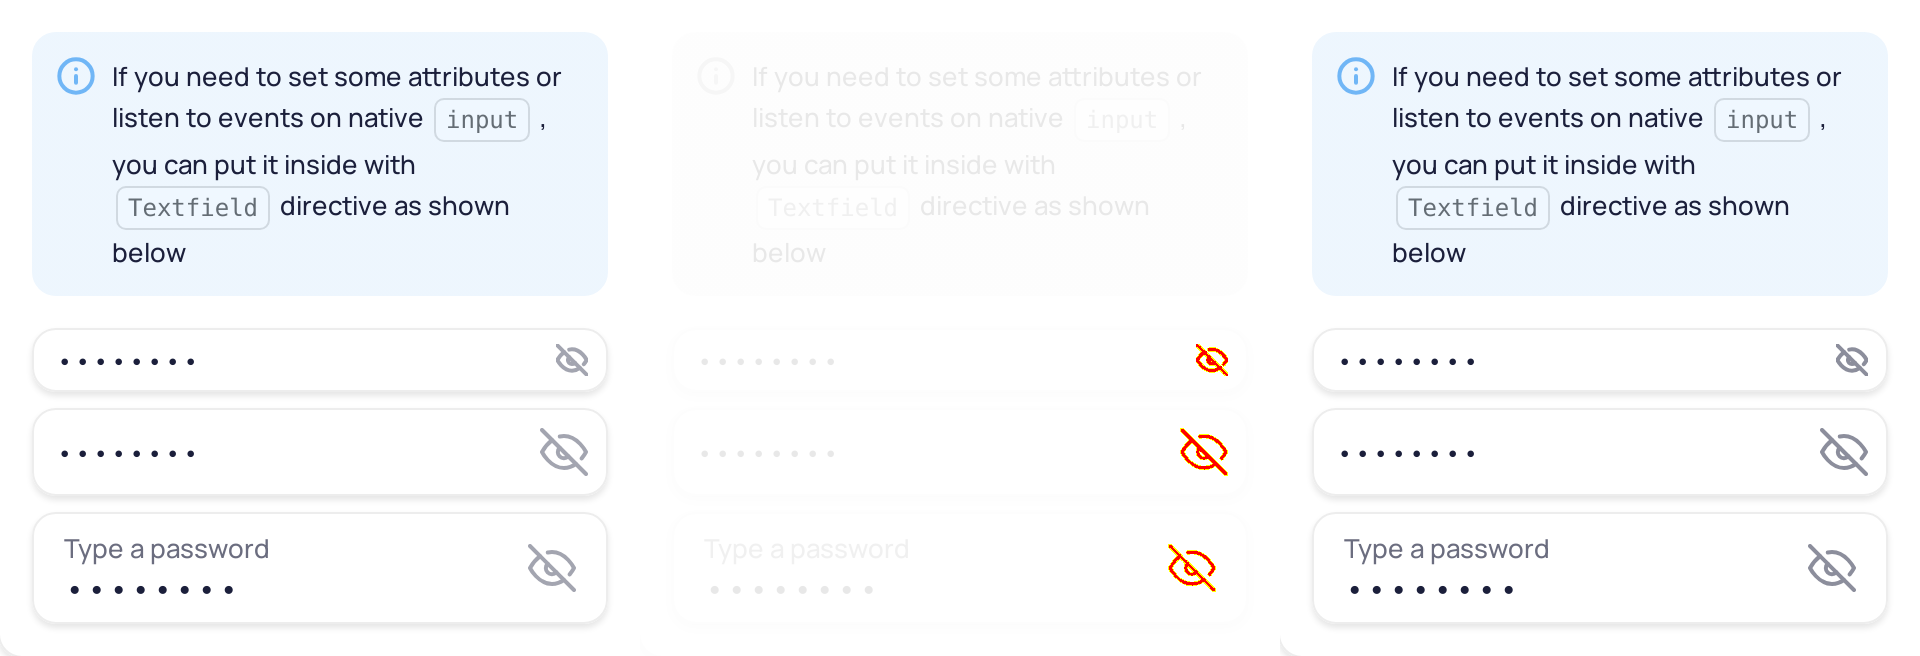 If you need to set some attributes or
listen to events on native input ,
you can put it inside with
Textfield directive as shown
below
••••••••
••••••••
Type a password
••••••••
If you need to set some attributes or
listen to events on native input ,
you can put it inside with
Textfield directive as shown
below
••••••••
••••••••
Type a password
••••••••
If you need to set some attributes or
listen to events on native input ,
you can put it inside with
Textfield directive as shown
below
••••••••
••••••••
Type a password
••••••••